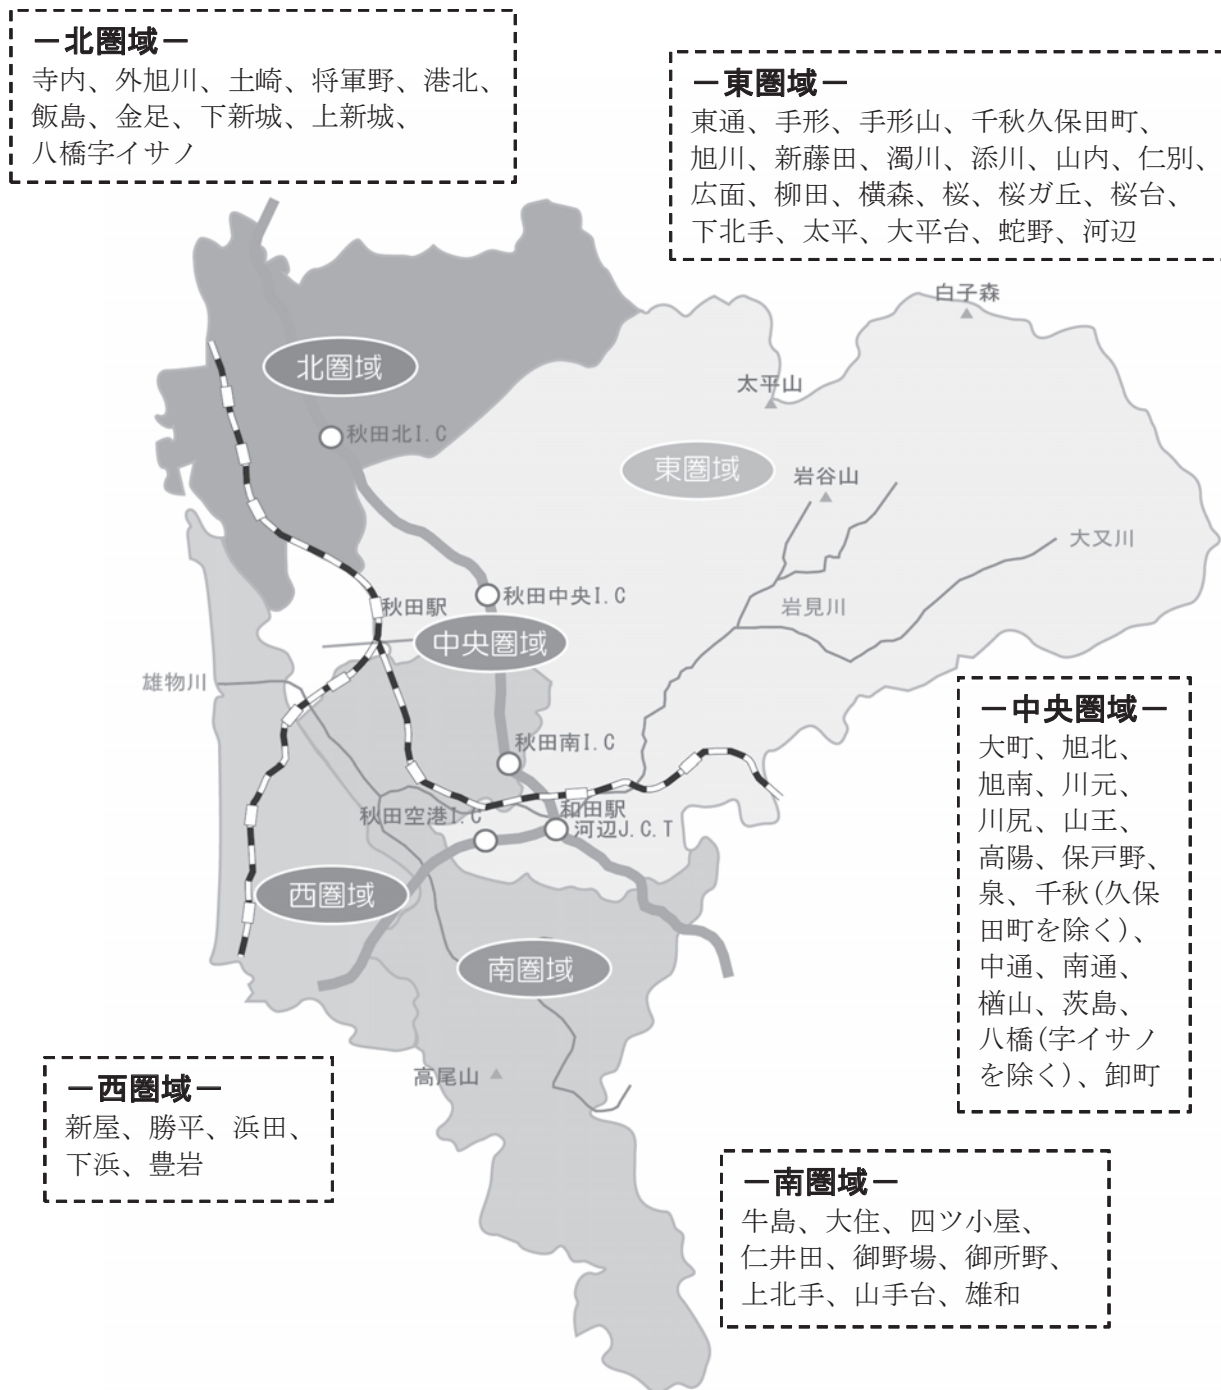 －北圏域－
寺内、外旭川、土崎、将軍野、港北、
飯島、金足、下新城、上新城、
八橋字イサノ
－東圏域－
東通、手形、手形山、千秋久保田町、
旭川、新藤田、濁川、添川、山内、仁別、
広面、柳田、横森、桜、桜ガ丘、桜台、
下北手、太平、大平台、蛇野、河辺
白子森
北圏域
太平山
秋田北I.C
東圏域
岩谷山
大又川
秋田中央I.C
秋田駅
岩見川
中央圏域
雄物川
秋田南I.C
和田駅
秋田空港I.C
河辺J.C.T
西圏域
南圏域
高尾山
－中央圏域－
大町、旭北、
旭南、川元、
川尻、山王、
高陽、保戸野、
泉、千秋(久保
田町を除く)、
中通、南通、
楢山、茨島、
八橋(字イサノ
を除く)、卸町
－西圏域－
新屋、勝平、浜田、
下浜、豊岩
－南圏域－
牛島、大住、四ツ小屋、
仁井田、御野場、御所野、
上北手、山手台、雄和